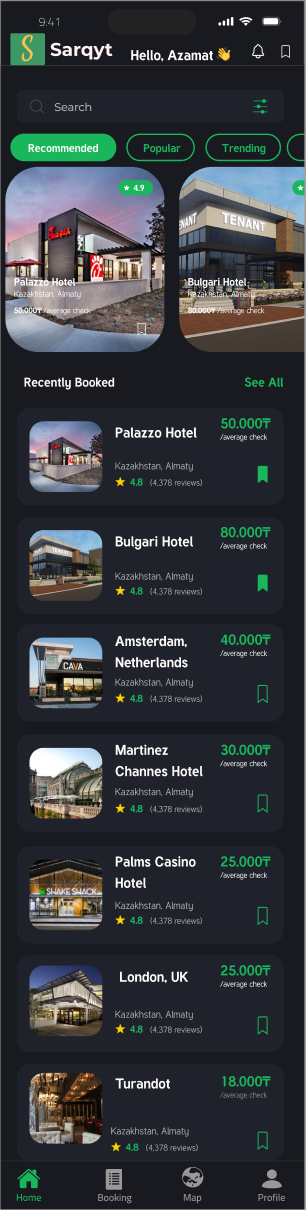 9:41
S Sarqyt
Hello, Azamat 👋
Search
Recommended Popular Trending
★ 4.9
Chick-fil-A
TENANT
Palazzo Hotel
Kazakhstan, Almaty
50.000₸ /average check
Bulgari Hotel
Kazakhstan, Almaty
80.000₸ /average check
Recently Booked See All
Palazzo Hotel 50.000₸
/average check
Kazakhstan, Almaty
★ 4.8 (4,378 reviews)
Bulgari Hotel 80.000₸
/average check
Kazakhstan, Almaty
★ 4.8 (4,378 reviews)
TENANT
Amsterdam, 40.000₸
Netherlands /average check
CAVA
Kazakhstan, Almaty
★ 4.8 (4,378 reviews)
Martinez 30.000₸
Channes Hotel /average check
Kazakhstan, Almaty
★ 4.8 (4,378 reviews)
Palms Casino 25.000₸
Hotel /average check
SHAKE SHACK
Kazakhstan, Almaty
★ 4.8 (4,378 reviews)
London, UK 25.000₸
/average check
Kazakhstan, Almaty
★ 4.8 (4,378 reviews)
Turandot 18.000₸
/average check
Kazakhstan, Almaty
★ 4.8 (4,378 reviews)
Home Booking Map Profile